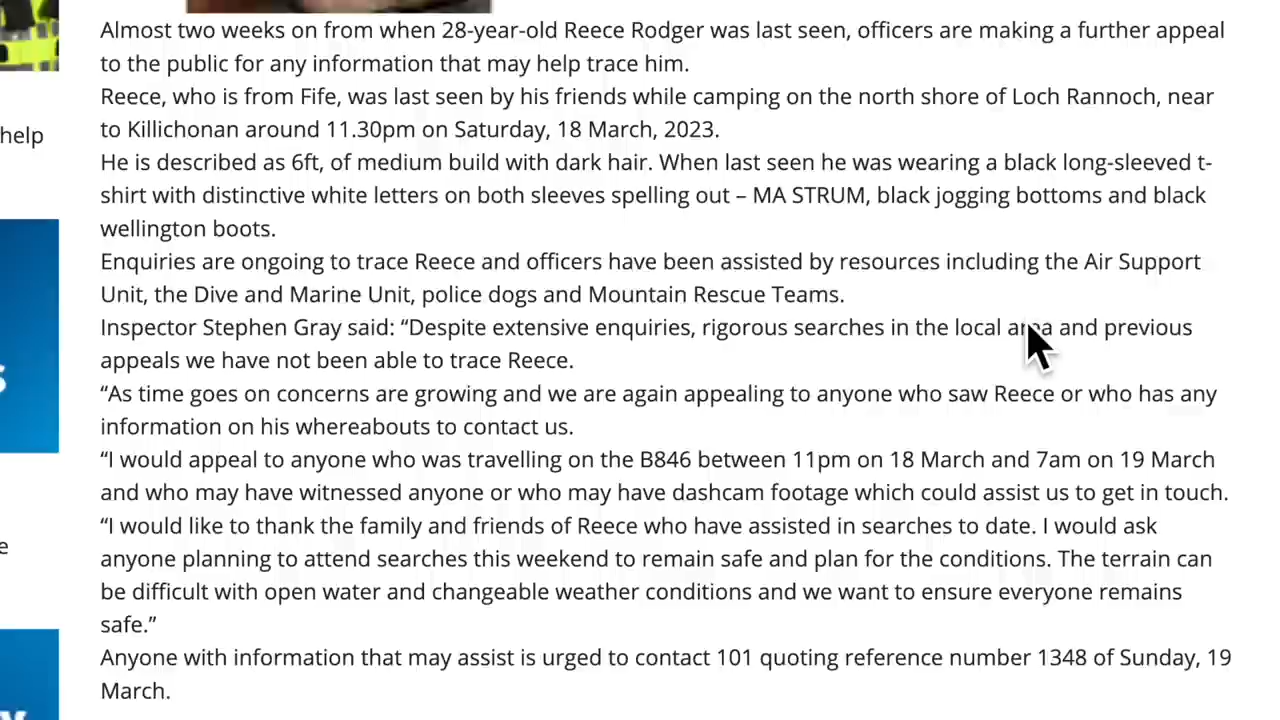 Almost two weeks on from when 28-year-old Reece Rodger was last seen, officers are making a further appeal
to the public for any information that may help trace him.
Reece, who is from Fife, was last seen by his friends while camping on the north shore of Loch Rannoch, near
to Killichonan around 11.30pm on Saturday, 18 March, 2023.
help
He is described as 6ft, of medium build with dark hair. When last seen he was wearing a black long-sleeved t-
shirt with distinctive white letters on both sleeves spelling out – MA STRUM, black jogging bottoms and black
wellington boots.
Enquiries are ongoing to trace Reece and officers have been assisted by resources including the Air Support
Unit, the Dive and Marine Unit, police dogs and Mountain Rescue Teams.
Inspector Stephen Gray said: “Despite extensive enquiries, rigorous searches in the local area and previous
appeals we have not been able to trace Reece.
“As time goes on concerns are growing and we are again appealing to anyone who saw Reece or who has any
information on his whereabouts to contact us.
“I would appeal to anyone who was travelling on the B846 between 11pm on 18 March and 7am on 19 March
and who may have witnessed anyone or who may have dashcam footage which could assist us to get in touch.
“I would like to thank the family and friends of Reece who have assisted in searches to date. I would ask
anyone planning to attend searches this weekend to remain safe and plan for the conditions. The terrain can
be difficult with open water and changeable weather conditions and we want to ensure everyone remains
safe.”
Anyone with information that may assist is urged to contact 101 quoting reference number 1348 of Sunday, 19
March.